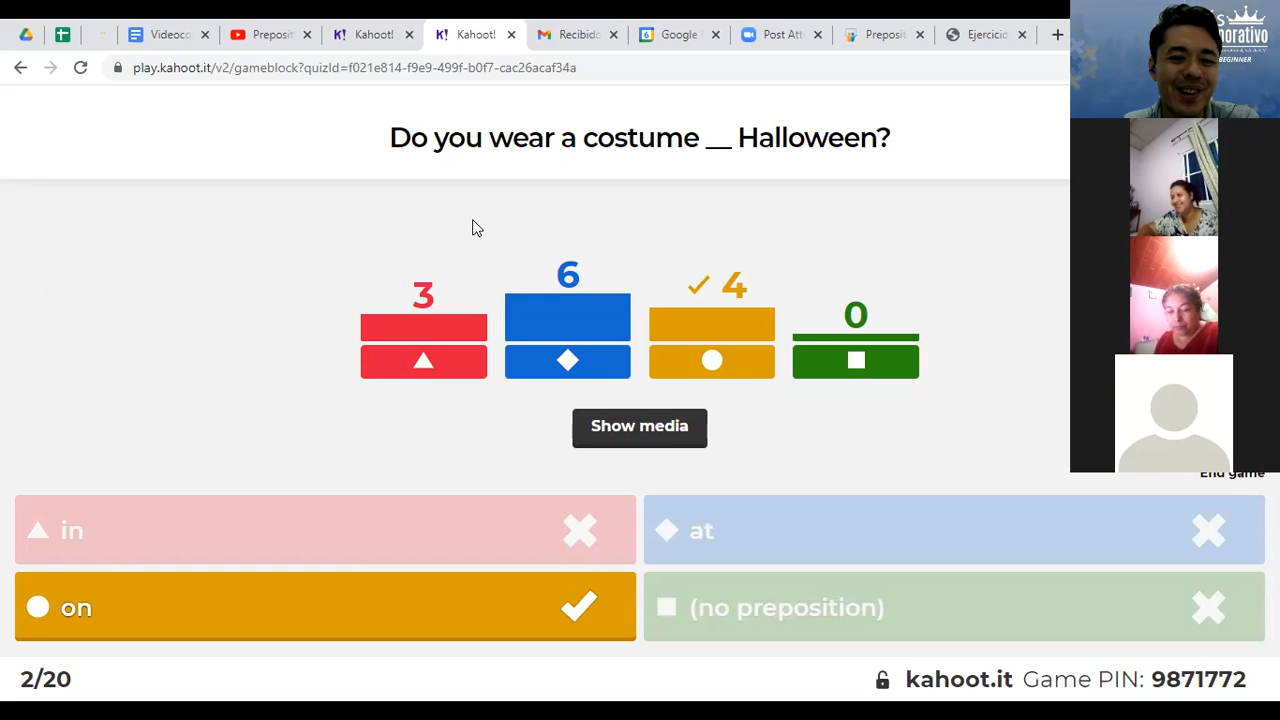 Videoco
Preposit
Kahoot!
Kahoot!
Recibido
Google
Post Att
Preposit
Ejercicio
play.kahoot.it/v2/gameblock?quizId=f021e814-f9e9-499f-b0f7-cac26acaf34a
is
porativo
BEGINNER
Do you wear a costume __ Halloween?
3
6
4
0
Show media
End game
in
at
on
(no preposition)
2/20
kahoot.it Game PIN: 9871772